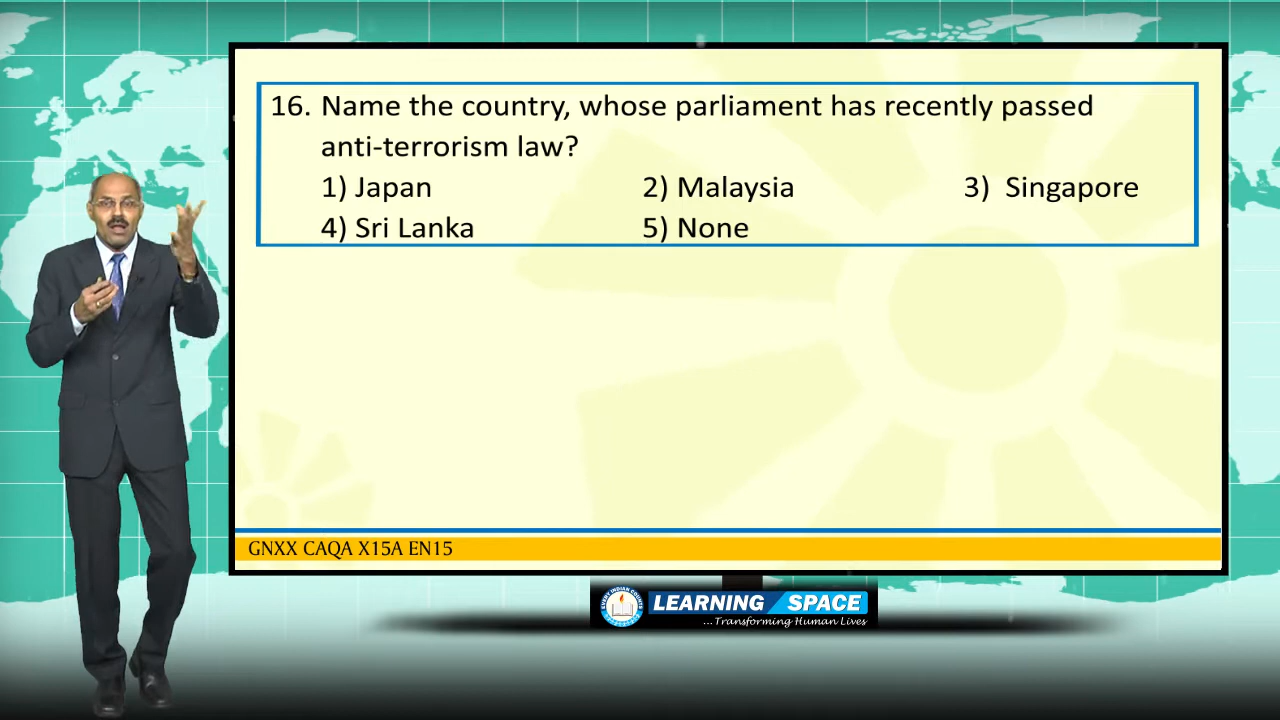 16. Name the country, whose parliament has recently passed
anti-terrorism law?
1) Japan 2) Malaysia 3) Singapore
4) Sri Lanka 5) None
GNXX CAQA X15A EN15
LEARNING SPACE
...Transforming Human Lives